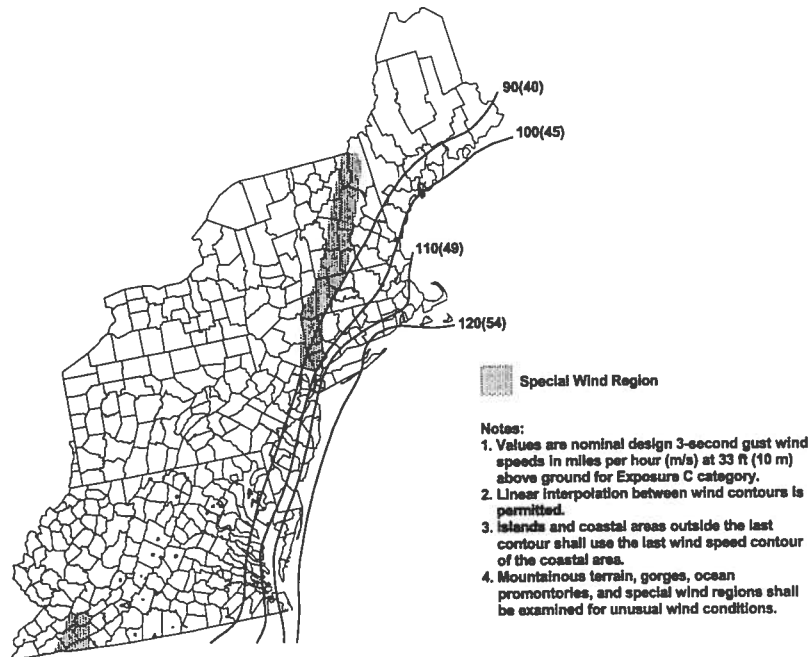 90(40)
100(45)
110(49)
120(54)
Special Wind Region
Notes:
1. Values are nominal design 3-second gust wind
speeds in miles per hour (m/s) at 33 ft (10 m)
above ground for Exposure C category.
2. Linear interpolation between wind contours is
permitted.
3. Islands and coastal areas outside the last
contour shall use the last wind speed contour
of the coastal area.
4. Mountainous terrain, gorges, ocean
promontories, and special wind regions shall
be examined for unusual wind conditions.